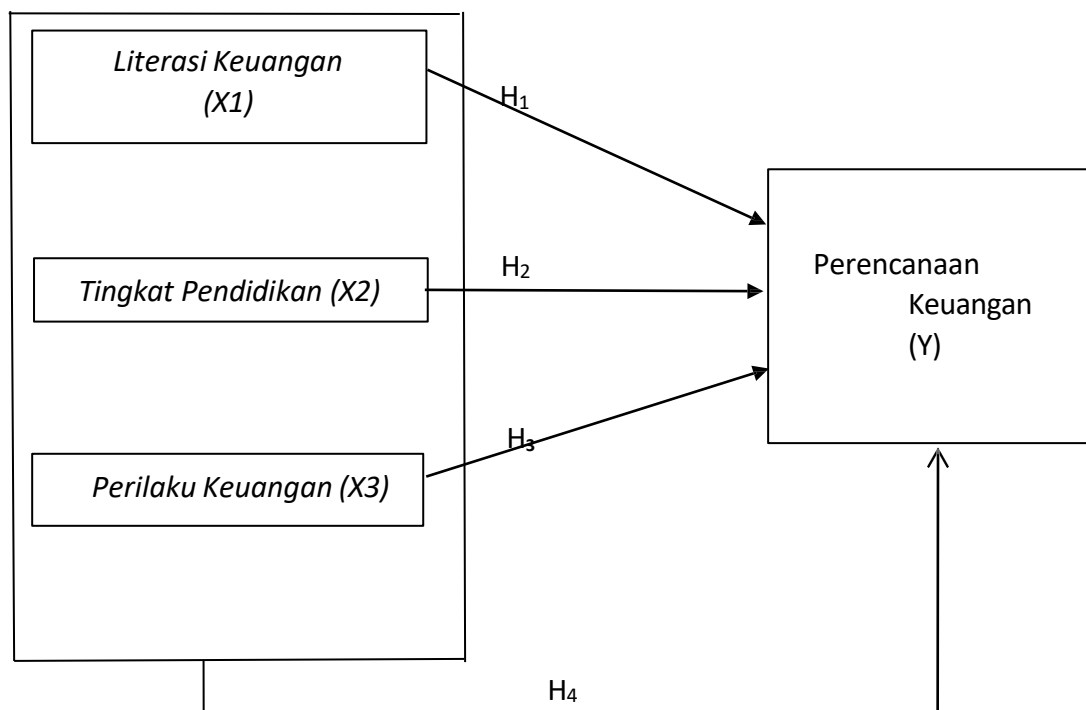 Literasi Keuangan
(X1)
H₁
Tingkat Pendidikan (X2)
H₂
Perencanaan
Keuangan
(Y)
H₃
Perilaku Keuangan (X3)
H₄